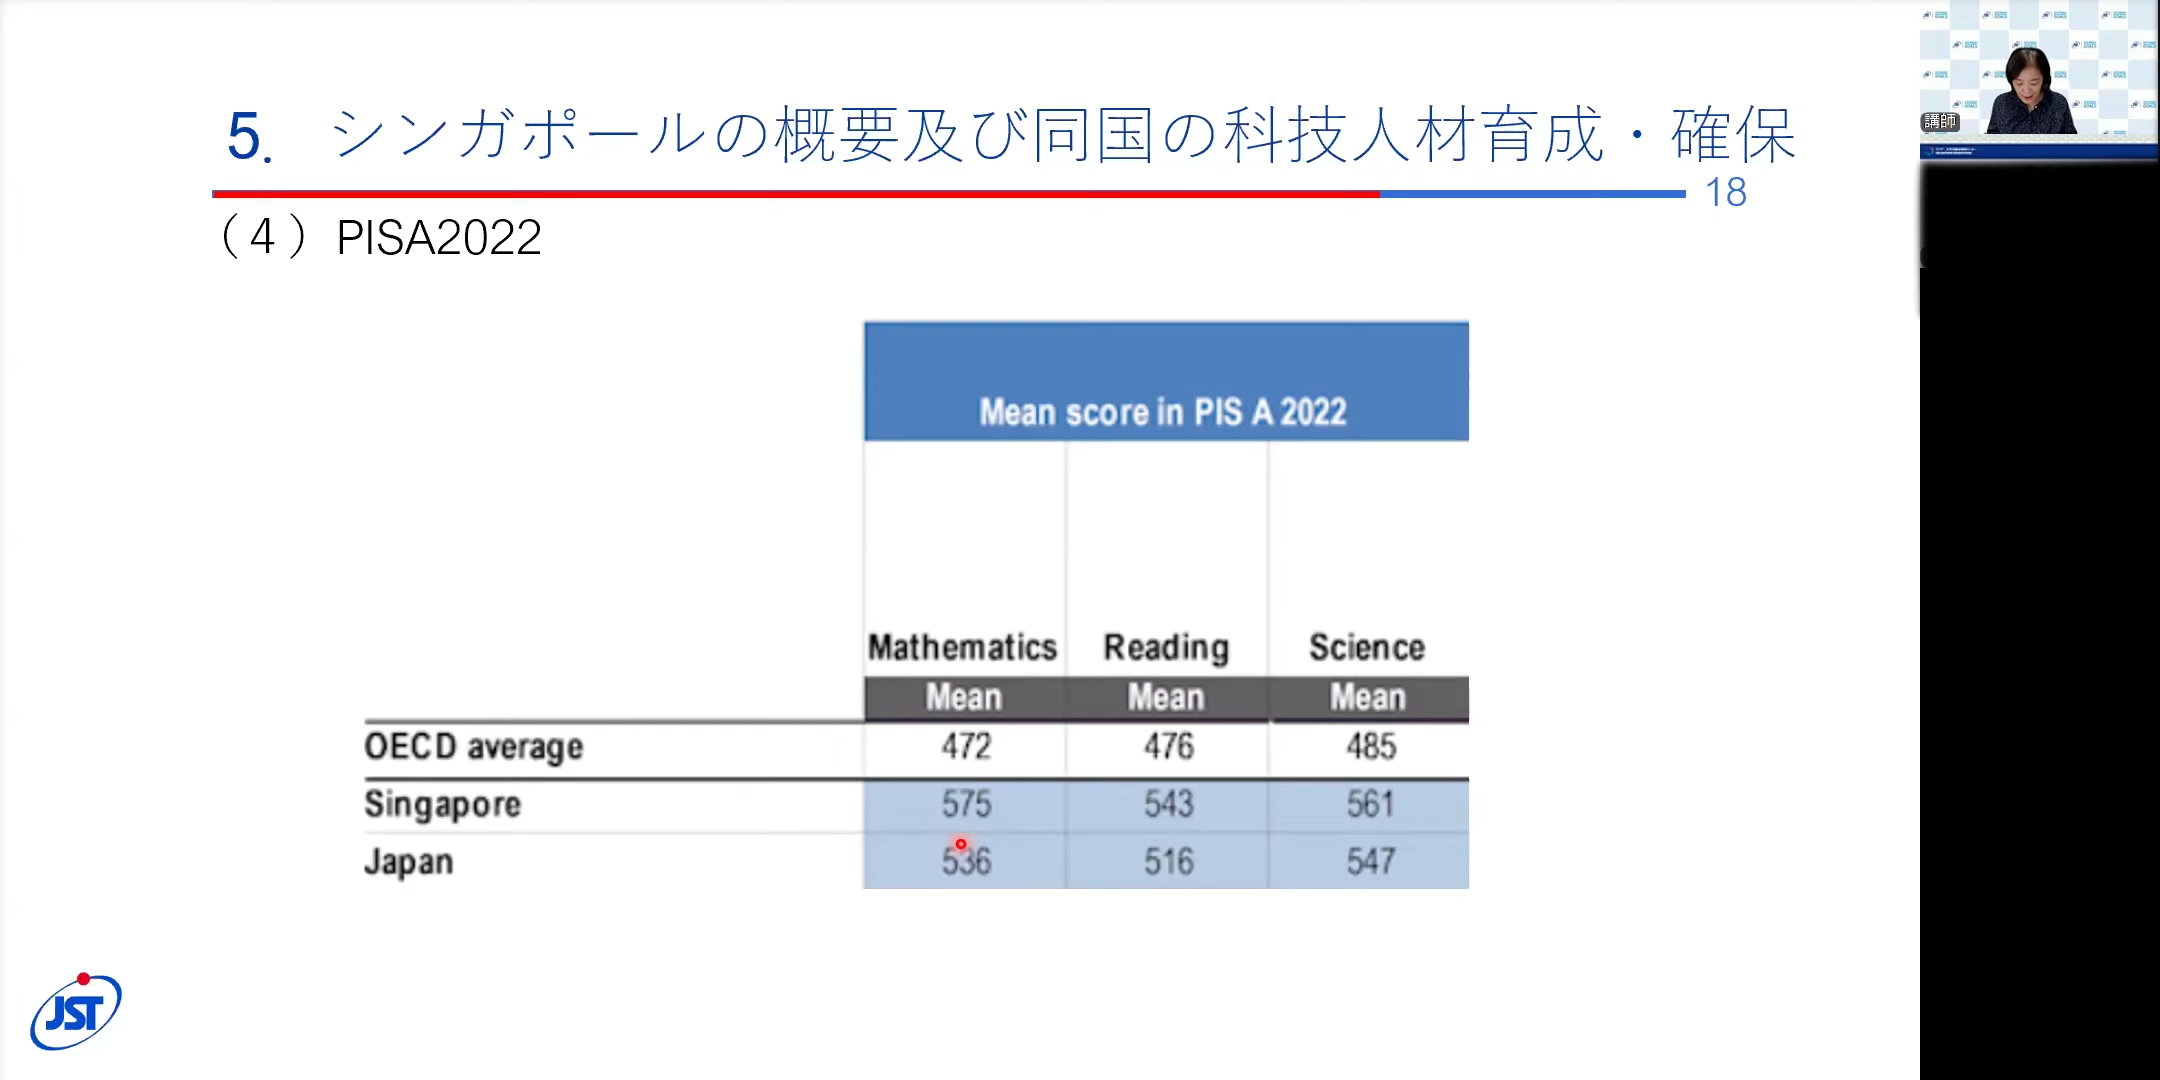 5. シンガポールの概要及び同国の科技人材育成・確保
18
（4）PISA2022
Mean score in PIS A 2022
Mathematics Reading Science
Mean Mean Mean
OECD average 472 476 485
Singapore 575 543 561
Japan 536 516 547
JST
講師